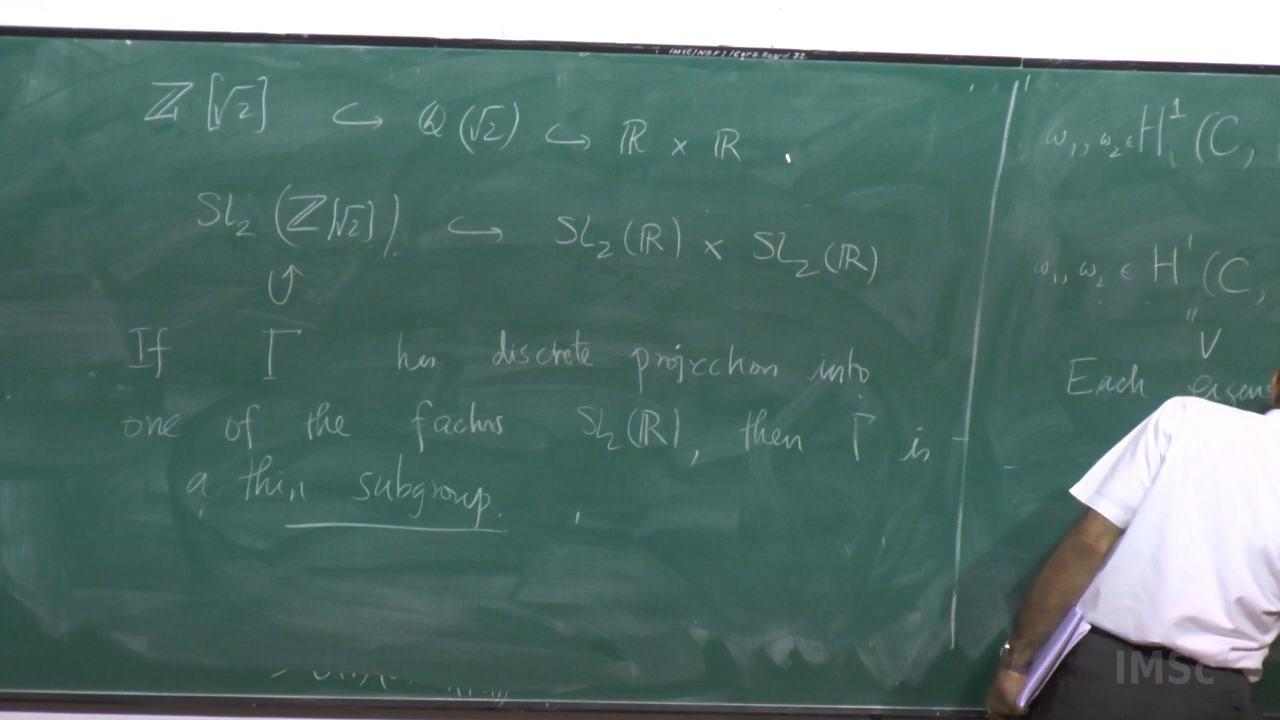 ℤ[√2] ↪ ℚ(√2) ↪ ℝ × ℝ .
SL₂(ℤ[√2]) ↪ SL₂(ℝ) × SL₂(ℝ)
If Γ has discrete projection into
one of the factors SL₂(ℝ), then Γ is
a thin subgroup.
ω₁, ω₂ ∈ H¹(C,
ω₁, ω₂ ∈ H¹(C,
"
V
Each eigen
IMSc